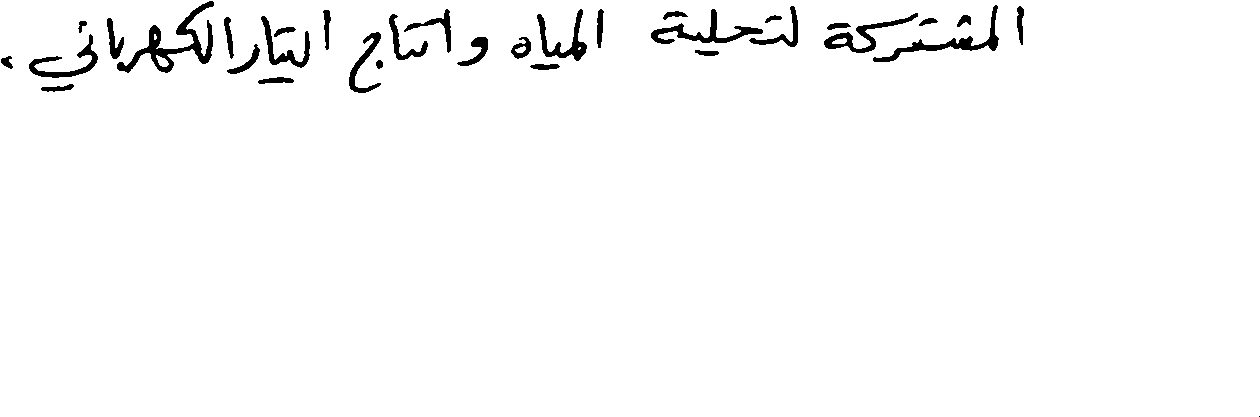 المشتركة لتحلية المياه وانتاج التيار الكهربائي .